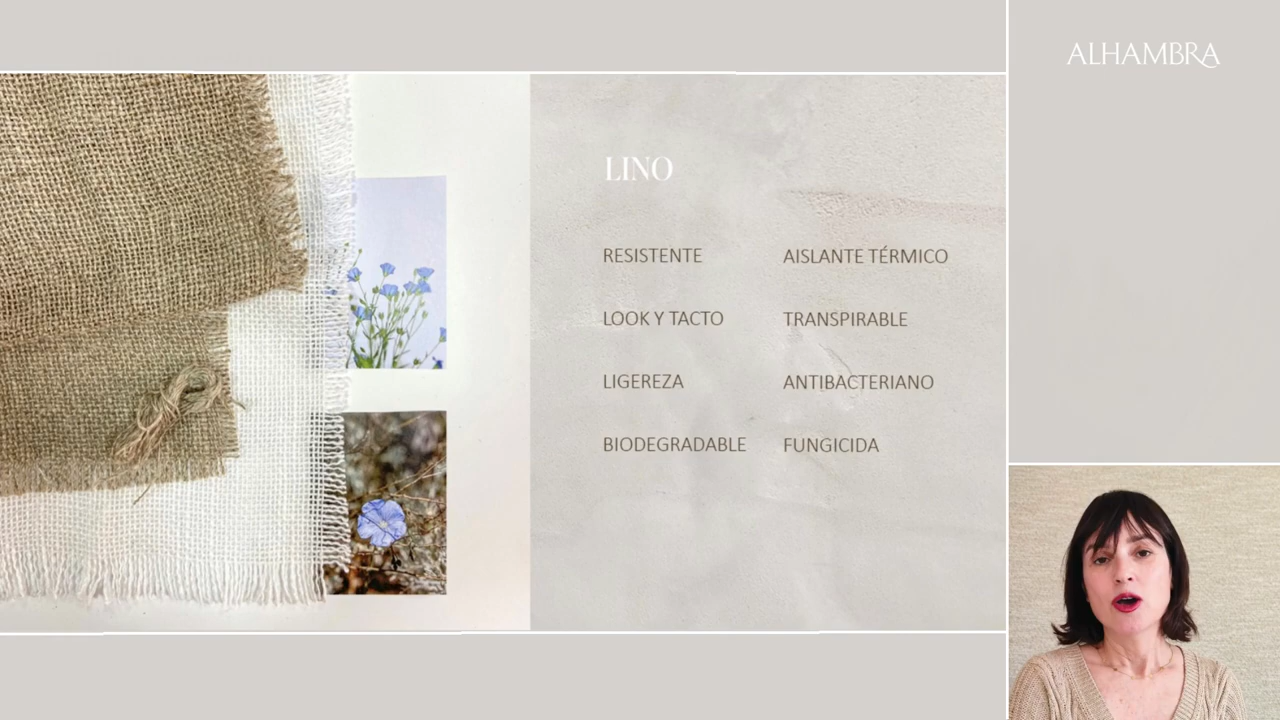 ALHAMBRA
LINO
RESISTENTE
LOOK Y TACTO
LIGEREZA
BIODEGRADABLE
AISLANTE TÉRMICO
TRANSPIRABLE
ANTIBACTERIANO
FUNGICIDA